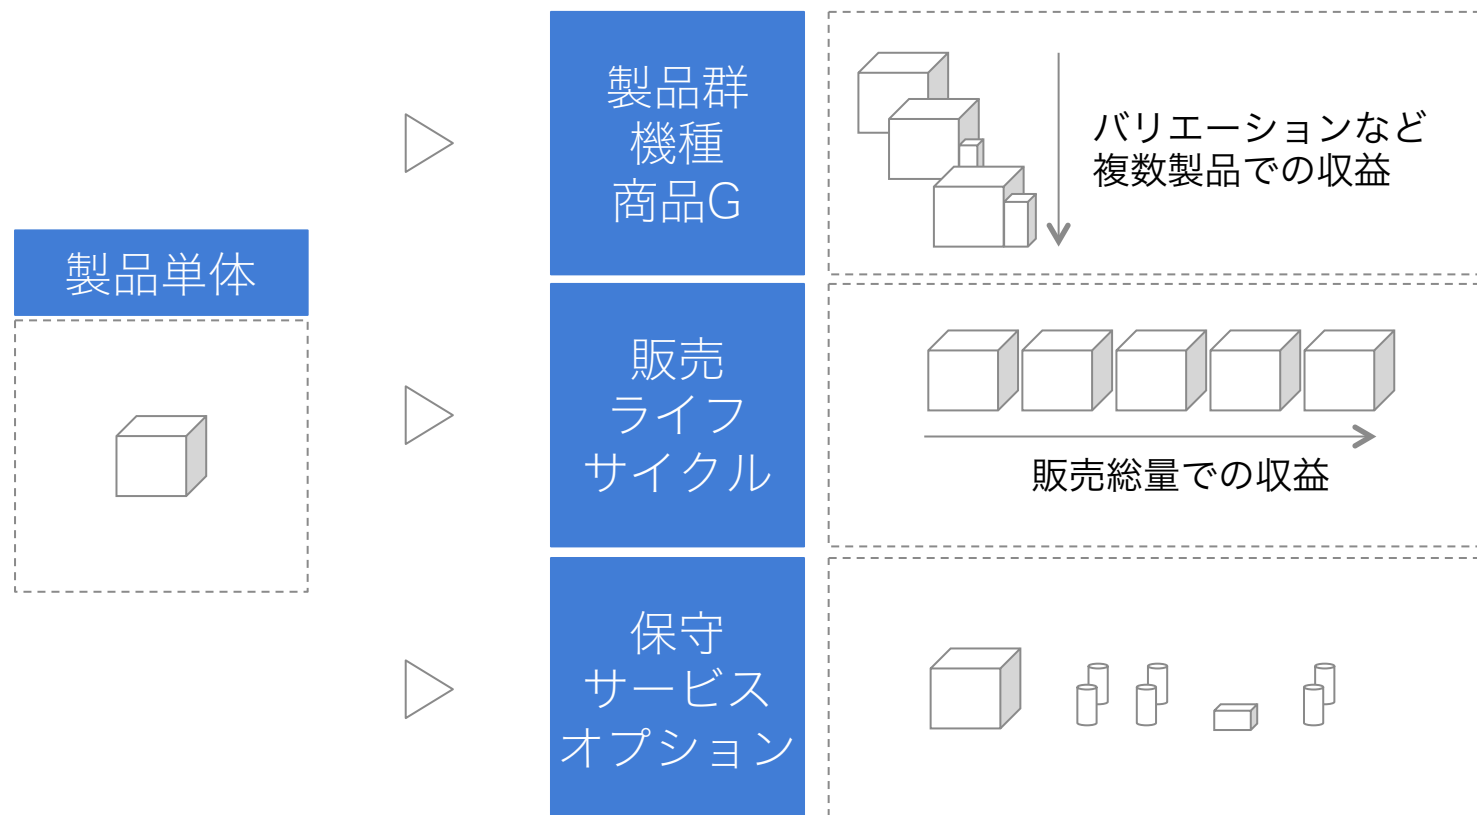 製品単体
製品群
機種
商品G
バリエーションなど
複数製品での収益
販売
ライフ
サイクル
販売総量での収益
保守
サービス
オプション